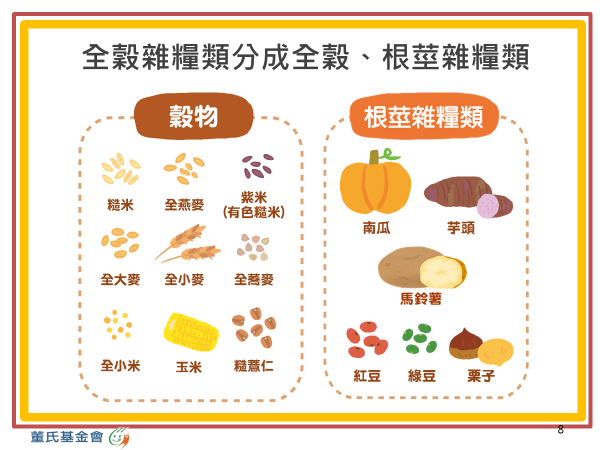 全穀雜糧類分成全穀、根莖雜糧類
穀物
糙米
全燕麥
紫米
(有色糙米)
全大麥
全小麥
全蕎麥
全小米
玉米
糙薏仁
根莖雜糧類
南瓜
芋頭
馬鈴薯
紅豆
綠豆
栗子
董氏基金會
8